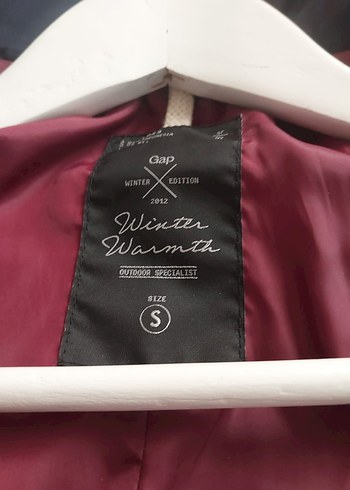 Gap
WINTER EDITION
2012
Winter
Warmth
OUTDOOR SPECIALIST
SIZE
S